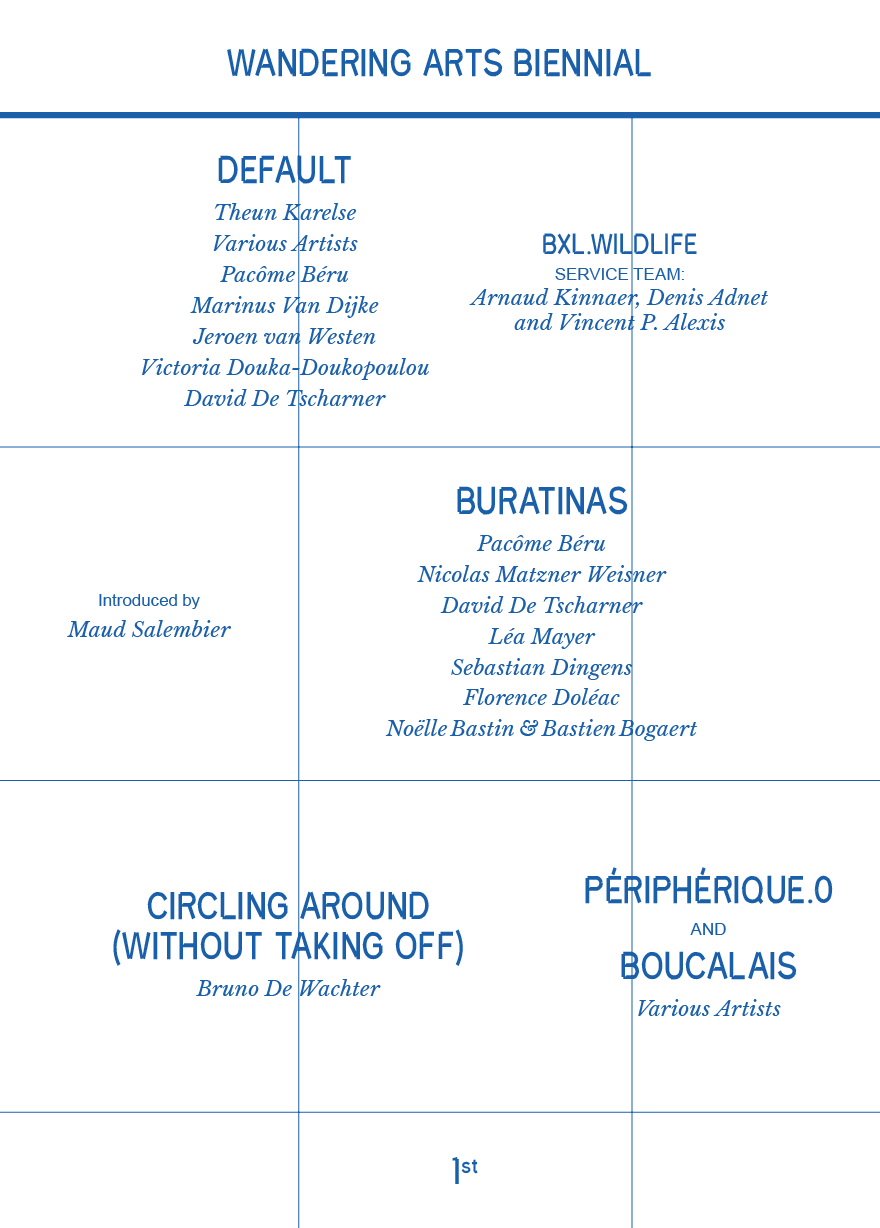 WANDERING ARTS BIENNIAL
DEFAULT
Theun Karelse
Various Artists
Pacôme Béru
Marinus Van Dijke
Jeroen van Westen
Victoria Douka-Doukopoulou
David De Tscharner
BXL.WILDLIFE
SERVICE TEAM:
Arnaud Kinnaer, Denis Adnet
and Vincent P. Alexis
Introduced by
Maud Salembier
BURATINAS
Pacôme Béru
Nicolas Matzner Weisner
David De Tscharner
Léa Mayer
Sebastian Dingens
Florence Doléac
Noëlle Bastin & Bastien Bogaert
CIRCLING AROUND
(WITHOUT TAKING OFF)
Bruno De Wachter
PÉRIPHÉRIQUE.0
AND
BOUCALAIS
Various Artists
1st